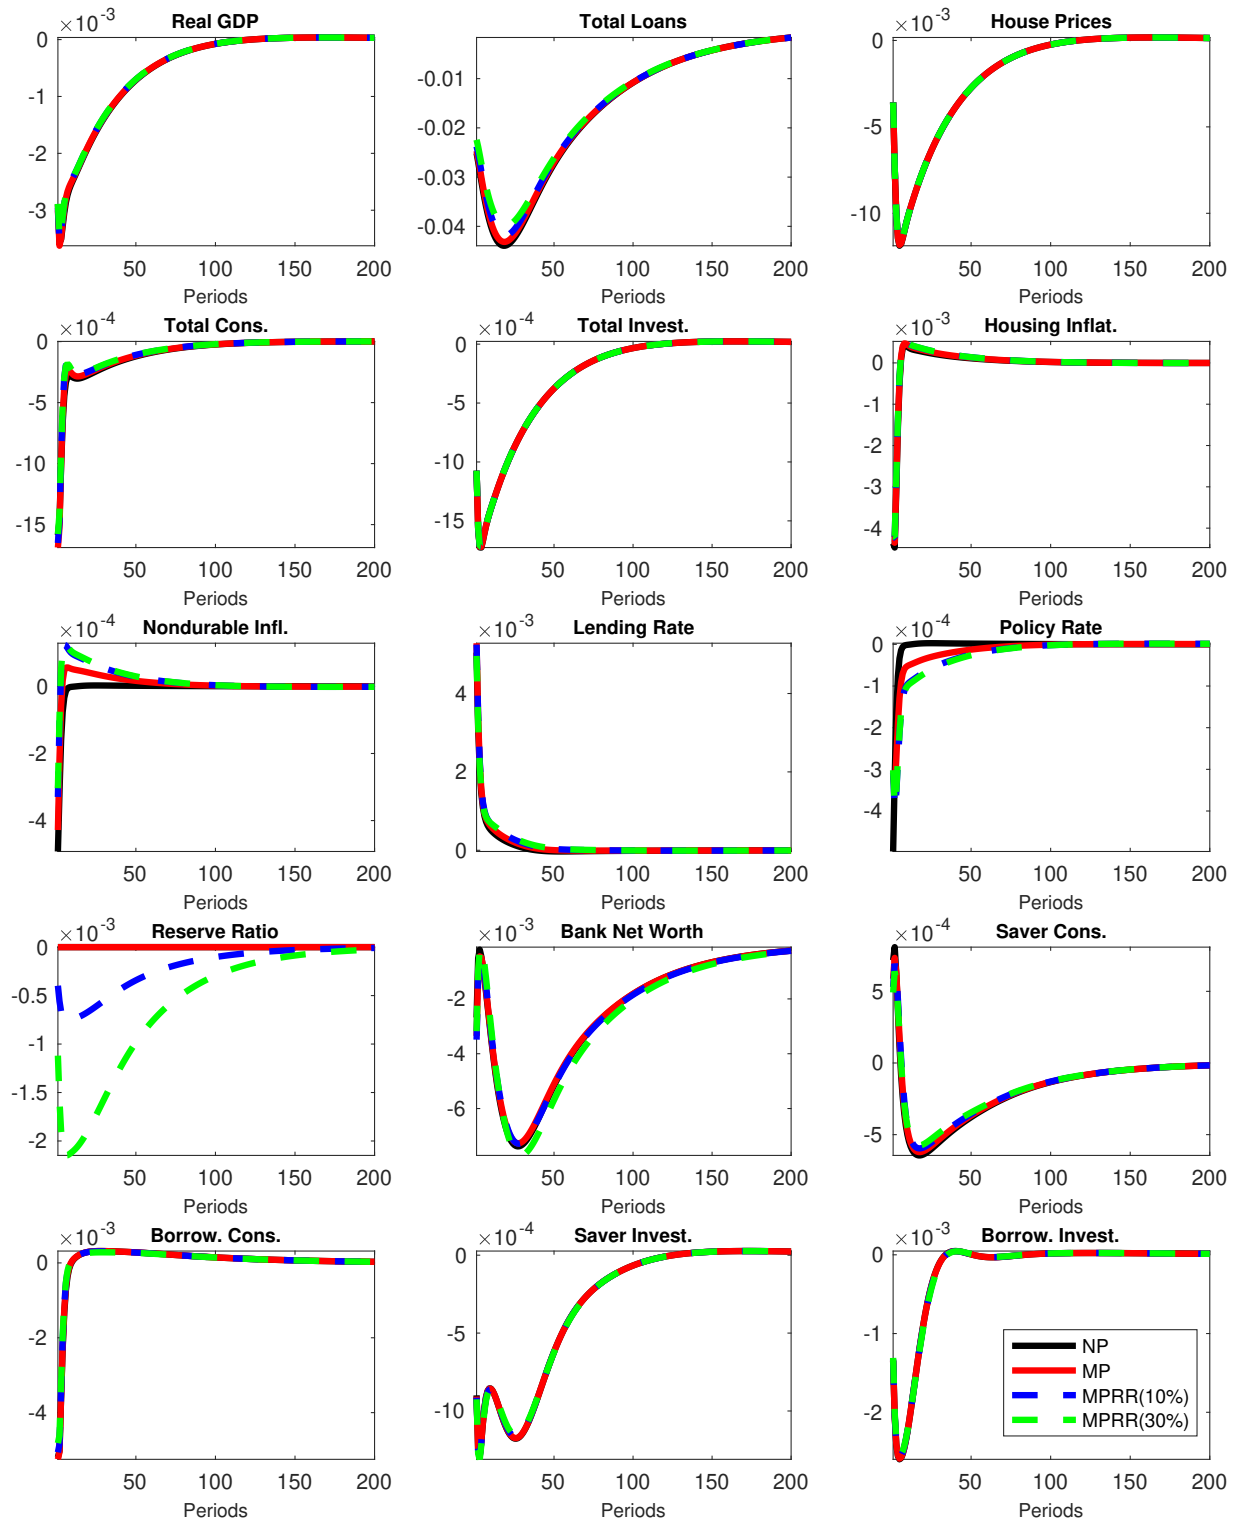 Real GDP
×10-3
0
-1
-2
-3
50 100 150 200
Periods
Total Loans
-0.01
-0.02
-0.03
-0.04
50 100 150 200
Periods
House Prices
×10-3
0
-5
-10
50 100 150 200
Periods
Total Cons.
×10-4
0
-5
-10
-15
50 100 150 200
Periods
Total Invest.
×10-4
0
-5
-10
-15
50 100 150 200
Periods
Housing Inflat.
×10-3
0
-1
-2
-3
-4
50 100 150 200
Periods
Nondurable Infl.
×10-4
0
-2
-4
50 100 150 200
Periods
Lending Rate
×10-3
4
2
0
50 100 150 200
Periods
Policy Rate
×10-4
0
-1
-2
-3
-4
50 100 150 200
Periods
Reserve Ratio
×10-3
0
-0.5
-1
-1.5
-2
50 100 150 200
Periods
Bank Net Worth
×10-3
-2
-4
-6
50 100 150 200
Periods
Saver Cons.
×10-4
5
0
-5
50 100 150 200
Periods
Borrow. Cons.
×10-3
0
-2
-4
50 100 150 200
Periods
Saver Invest.
×10-4
0
-5
-10
50 100 150 200
Periods
Borrow. Invest.
×10-3
0
-1
-2
NP
MP
MPRR(10%)
MPRR(30%)
50 100 150 200
Periods